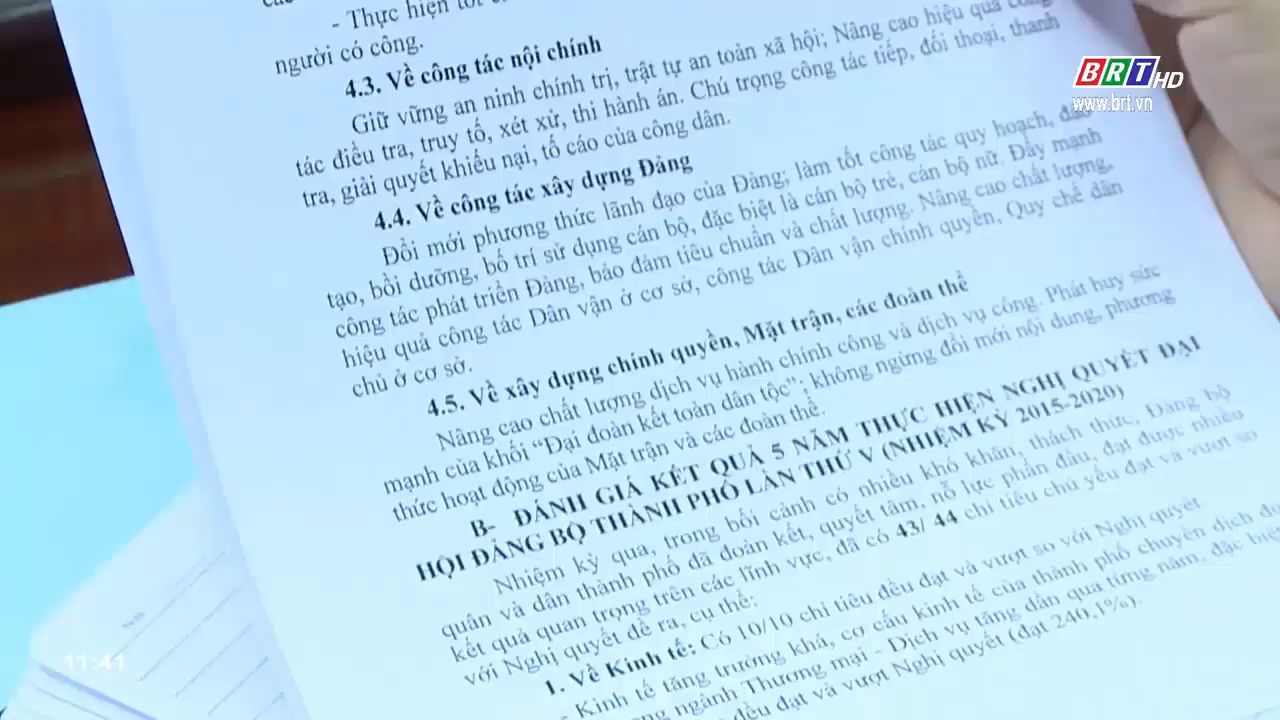 - Thực hiện tốt
người có công.
4.3. Về công tác nội chính
Giữ vững an ninh chính trị, trật tự an toàn xã hội; Nâng cao hiệu quả công
tác điều tra, truy tố, xét xử, thi hành án. Chú trọng công tác tiếp, đối thoại, thanh
tra, giải quyết khiếu nại, tố cáo của công dân.
4.4. Về công tác xây dựng Đảng
Đổi mới phương thức lãnh đạo của Đảng; làm tốt công tác quy hoạch, đào
tạo, bồi dưỡng, bố trí sử dụng cán bộ, đặc biệt là cán bộ trẻ, cán bộ nữ. Đẩy mạnh
công tác phát triển Đảng, bảo đảm tiêu chuẩn và chất lượng. Nâng cao chất lượng,
hiệu quả công tác Dân vận ở cơ sở, công tác Dân vận chính quyền, Quy chế dân
chủ ở cơ sở.
4.5. Về xây dựng chính quyền, Mặt trận, các đoàn thể
Nâng cao chất lượng dịch vụ hành chính công và dịch vụ công. Phát huy sức
mạnh của khối “Đại đoàn kết toàn dân tộc”; không ngừng đổi mới nội dung, phương
thức hoạt động của Mặt trận và các đoàn thể.
B- ĐÁNH GIÁ KẾT QUẢ 5 NĂM THỰC HIỆN NGHỊ QUYẾT ĐẠI
HỘI ĐẢNG BỘ THÀNH PHỐ LẦN THỨ V (NHIỆM KỲ 2015-2020)
Nhiệm kỳ qua, trong bối cảnh có nhiều khó khăn, thách thức, Đảng bộ
quân và dân thành phố đã đoàn kết, quyết tâm, nỗ lực phấn đấu, đạt được nhiều
kết quả quan trọng trên các lĩnh vực, đã có 43/ 44 chỉ tiêu chủ yếu đạt và vượt so
với Nghị quyết đề ra, cụ thể:
1. Về Kinh tế: Có 10/10 chỉ tiêu đều đạt và vượt so với Nghị quyết
- Kinh tế tăng trưởng khá, cơ cấu kinh tế của thành phố chuyển dịch
ngành Thương mại - Dịch vụ tăng dần qua từng năm, đặc biệt
đều đạt và vượt Nghị quyết (đạt 240,1%).
BRT HD
www.brt.vn
11:41